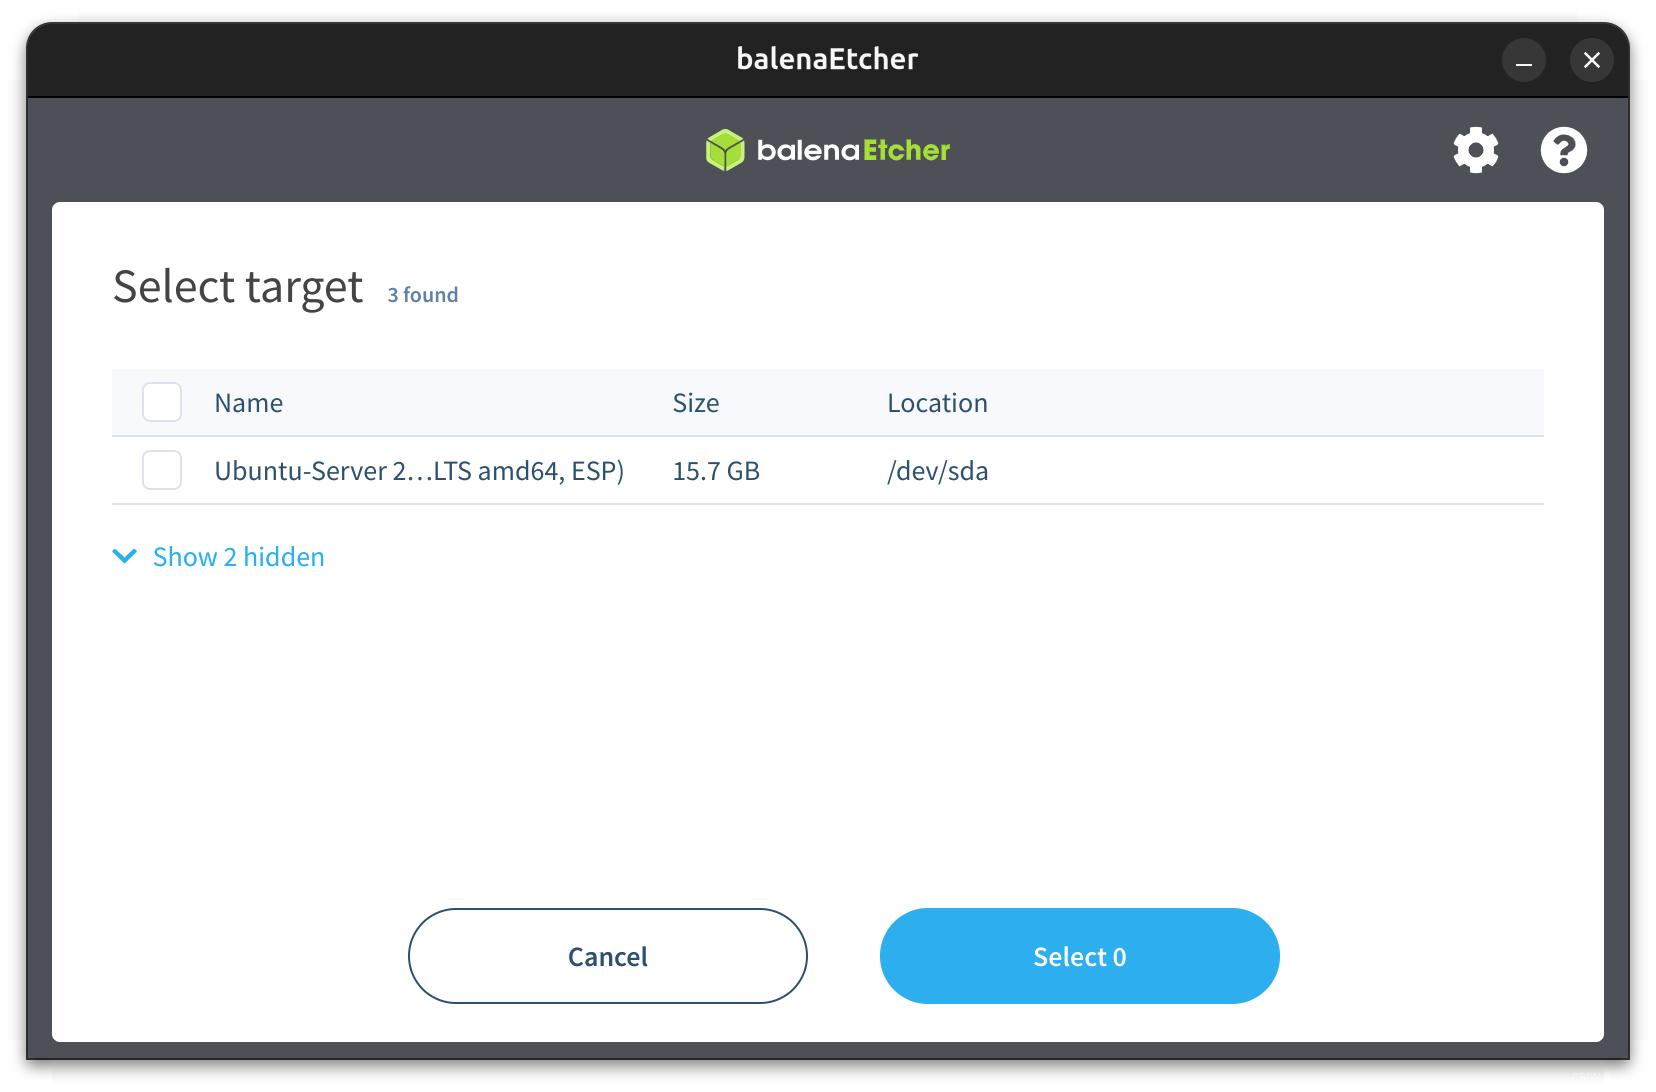 balenaEtcher
balenaEtcher
Select target 3 found
Name Size Location
Ubuntu-Server 2…LTS amd64, ESP) 15.7 GB /dev/sda
Show 2 hidden
Cancel Select 0